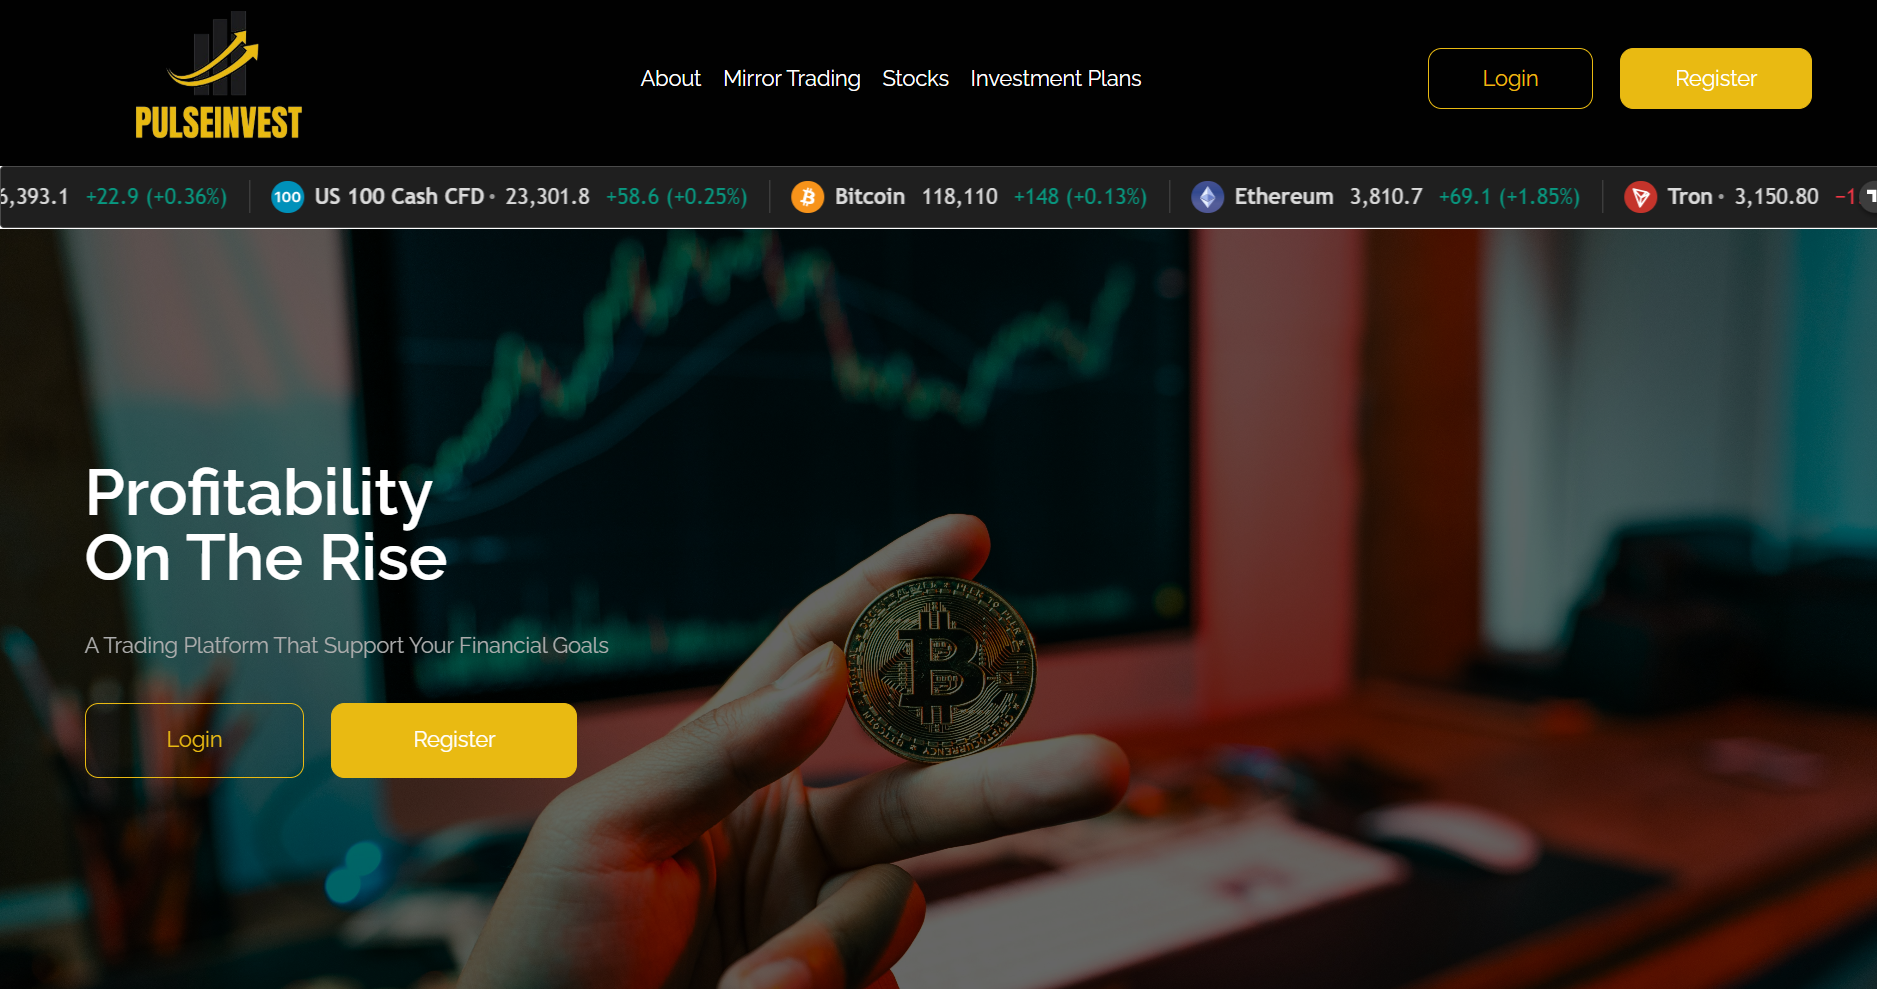 PULSEINVEST
About Mirror Trading Stocks Investment Plans
Login Register
6,393.1 +22.9 (+0.36%) 100 US 100 Cash CFD • 23,301.8 +58.6 (+0.25%) Bitcoin 118,110 +148 (+0.13%) Ethereum 3,810.7 +69.1 (+1.85%) Tron • 3,150.80 −1
Profitability
On The Rise
A Trading Platform That Support Your Financial Goals
Login Register